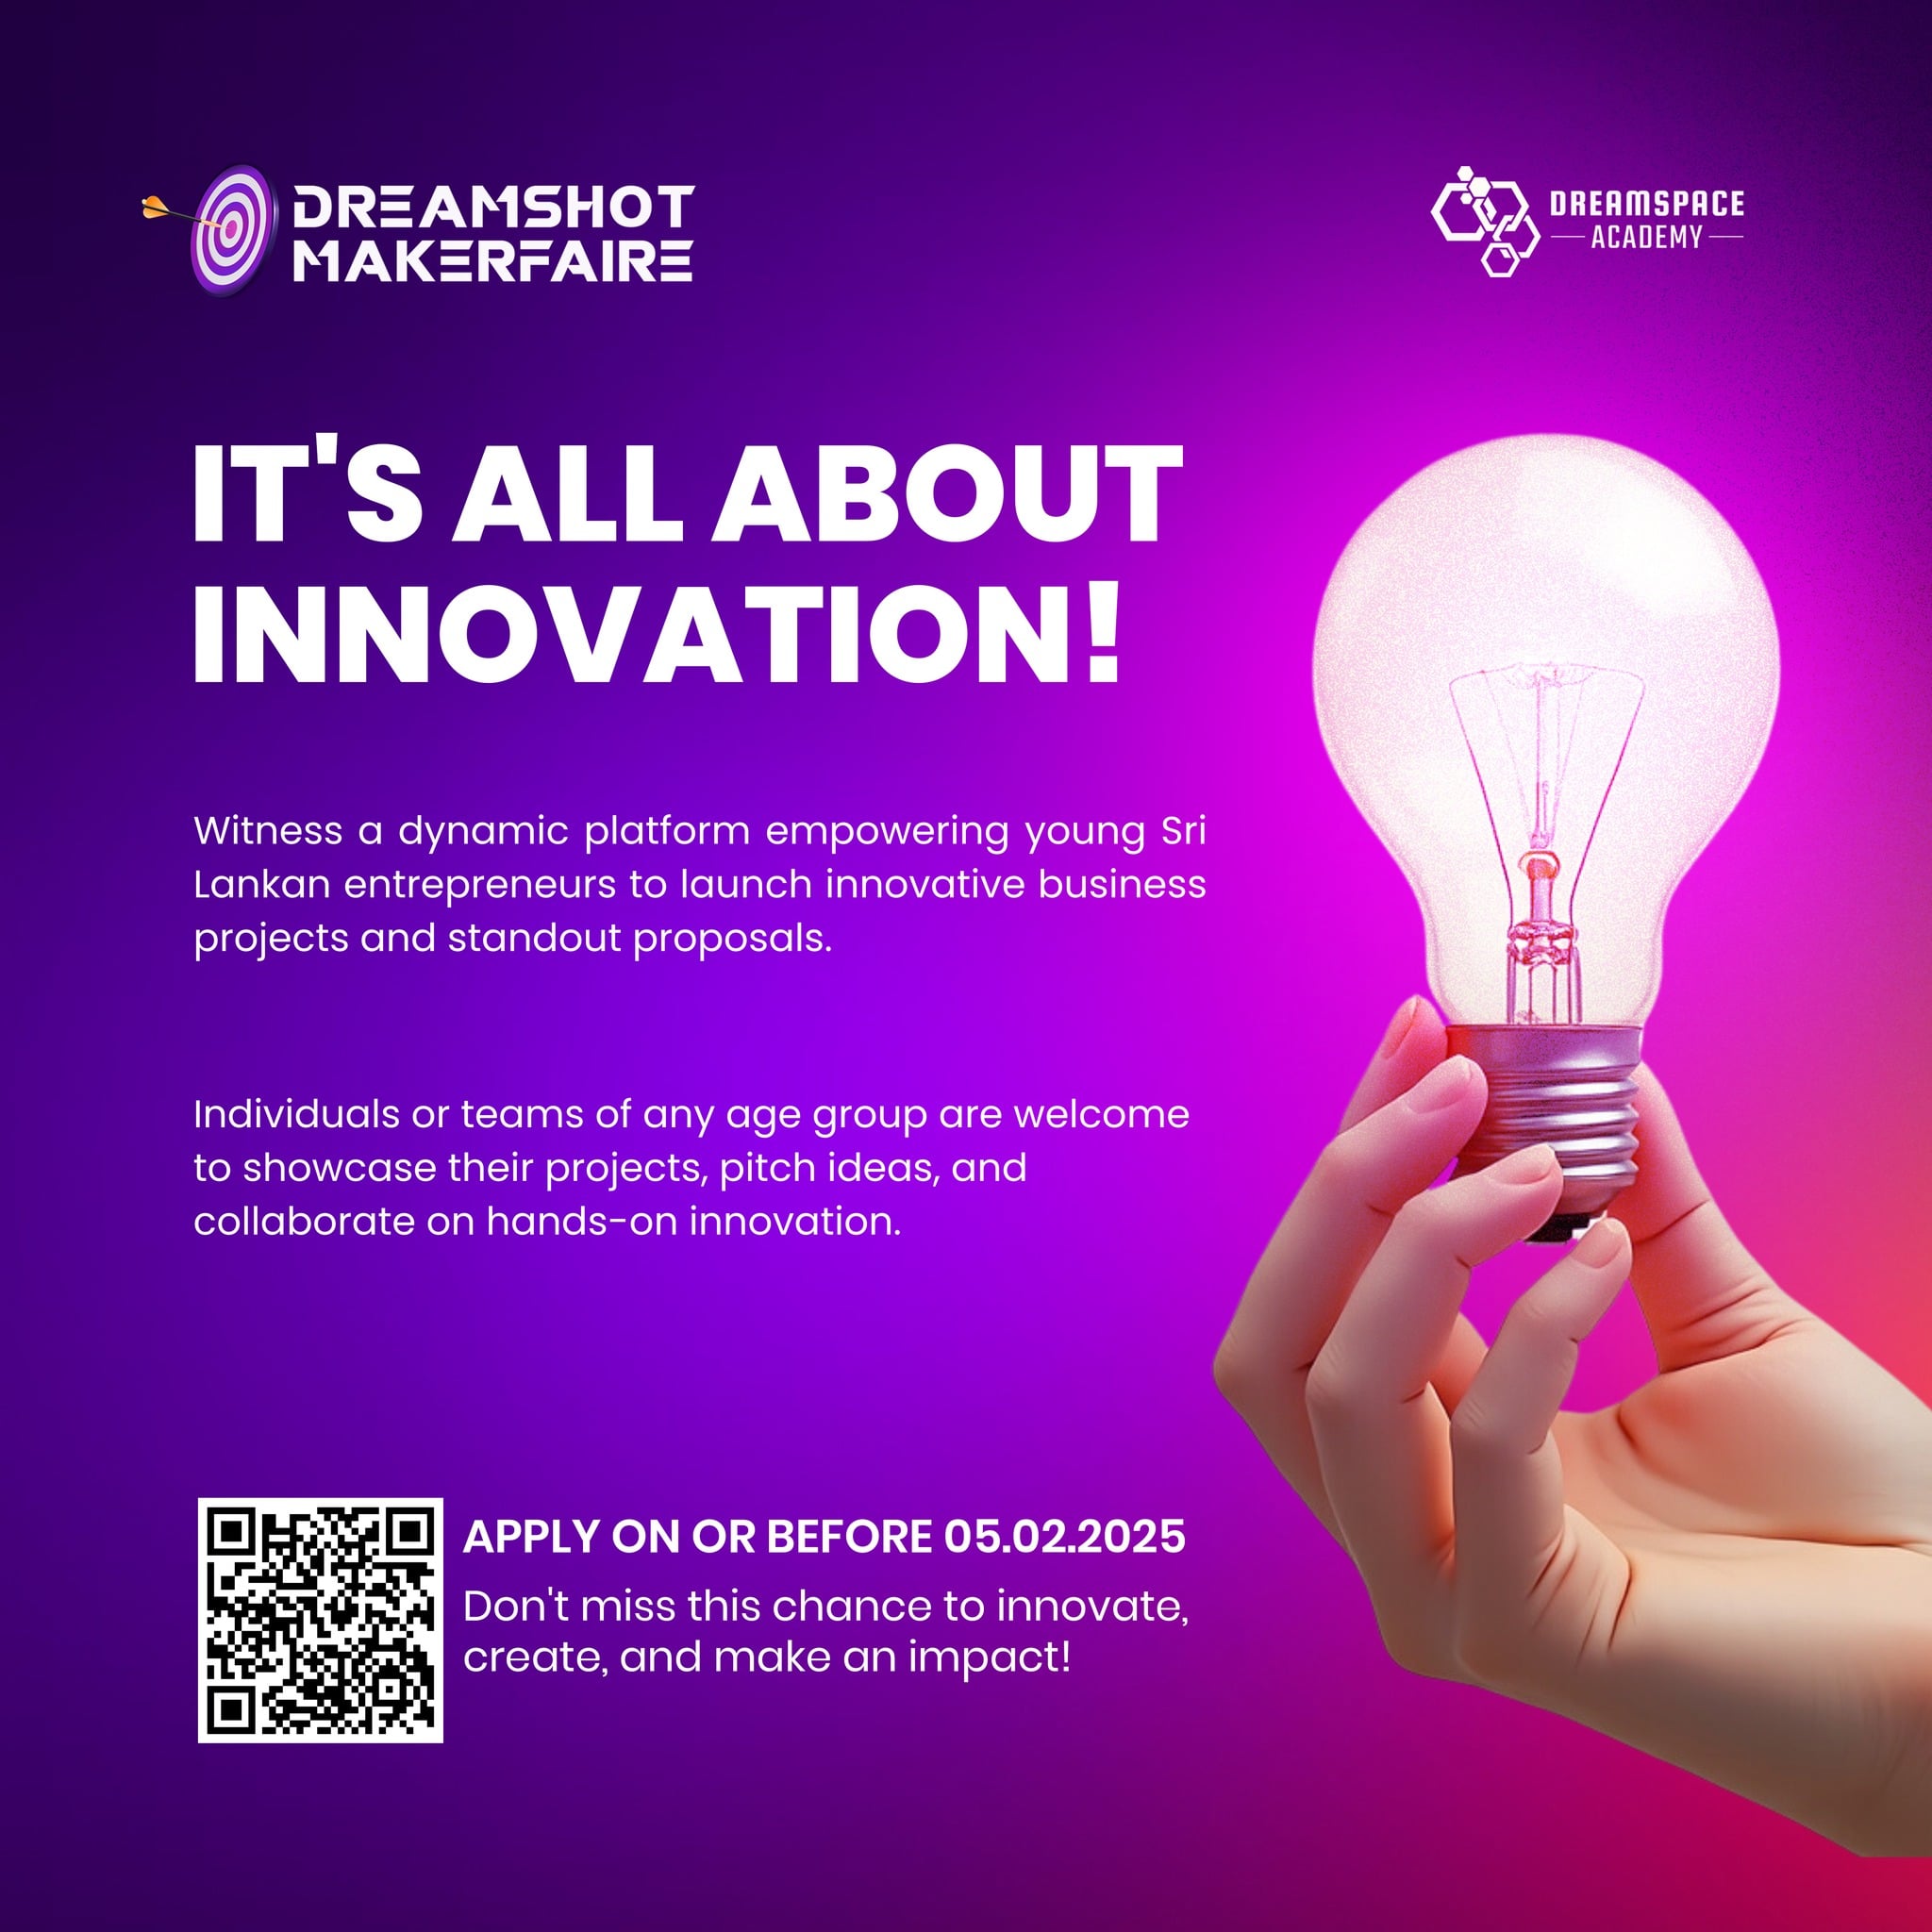 DREAMSHOT
MAKERFAIRE
DREAMSPACE
ACADEMY
IT'S ALL ABOUT
INNOVATION!
Witness a dynamic platform empowering young Sri
Lankan entrepreneurs to launch innovative business
projects and standout proposals.
Individuals or teams of any age group are welcome
to showcase their projects, pitch ideas, and
collaborate on hands-on innovation.
APPLY ON OR BEFORE 05.02.2025
Don't miss this chance to innovate,
create, and make an impact!